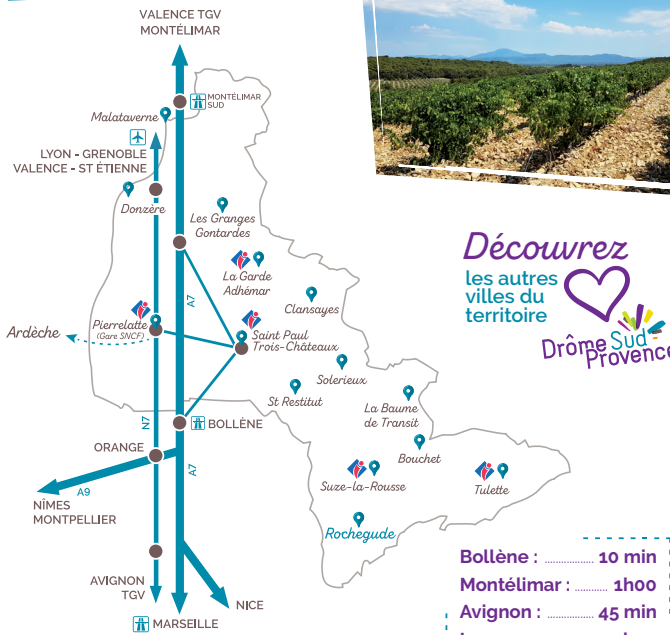 VALENCE TGV
MONTÉLIMAR
MONTÉLIMAR
SUD
Malataverne
LYON - GRENOBLE
VALENCE - ST ÉTIENNE
Donzère
Les Granges
Gontardes
La Garde
Adhémar
Clansayes
A7
Ardèche
Pierrelatte
(Gare SNCF)
Saint Paul
Trois-Châteaux
Solerieux
St Restitut
La Baume
de Transit
N7
BOLLÈNE
ORANGE
A7
Bouchet
A9
Suze-la-Rousse
Tulette
NÎMES
MONTPELLIER
Rochegude
AVIGNON
TGV
NICE
MARSEILLE
Découvrez
les autres
villes du
territoire
Drôme Sud
Provence
Bollène : .............. 10 min
Montélimar : ......... 1h00
Avignon : .............. 45 min